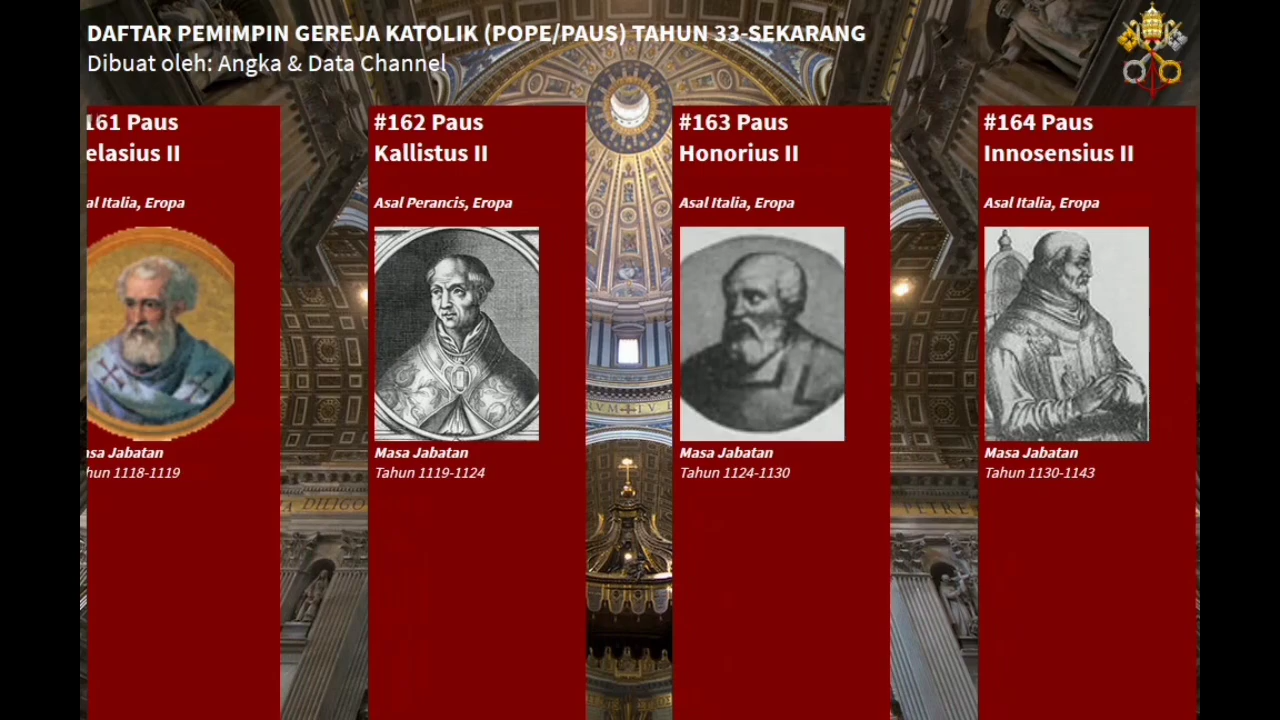 DAFTAR PEMIMPIN GEREJA KATOLIK (POPE/PAUS) TAHUN 33-SEKARANG
Dibuat oleh: Angka & Data Channel
161 Paus
elasius II
al Italia, Eropa
asa Jabatan
hun 1118-1119
#162 Paus
Kallistus II
Asal Perancis, Eropa
Masa Jabatan
Tahun 1119-1124
#163 Paus
Honorius II
Asal Italia, Eropa
Masa Jabatan
Tahun 1124-1130
#164 Paus
Innosensius II
Asal Italia, Eropa
Masa Jabatan
Tahun 1130-1143
DILIGO